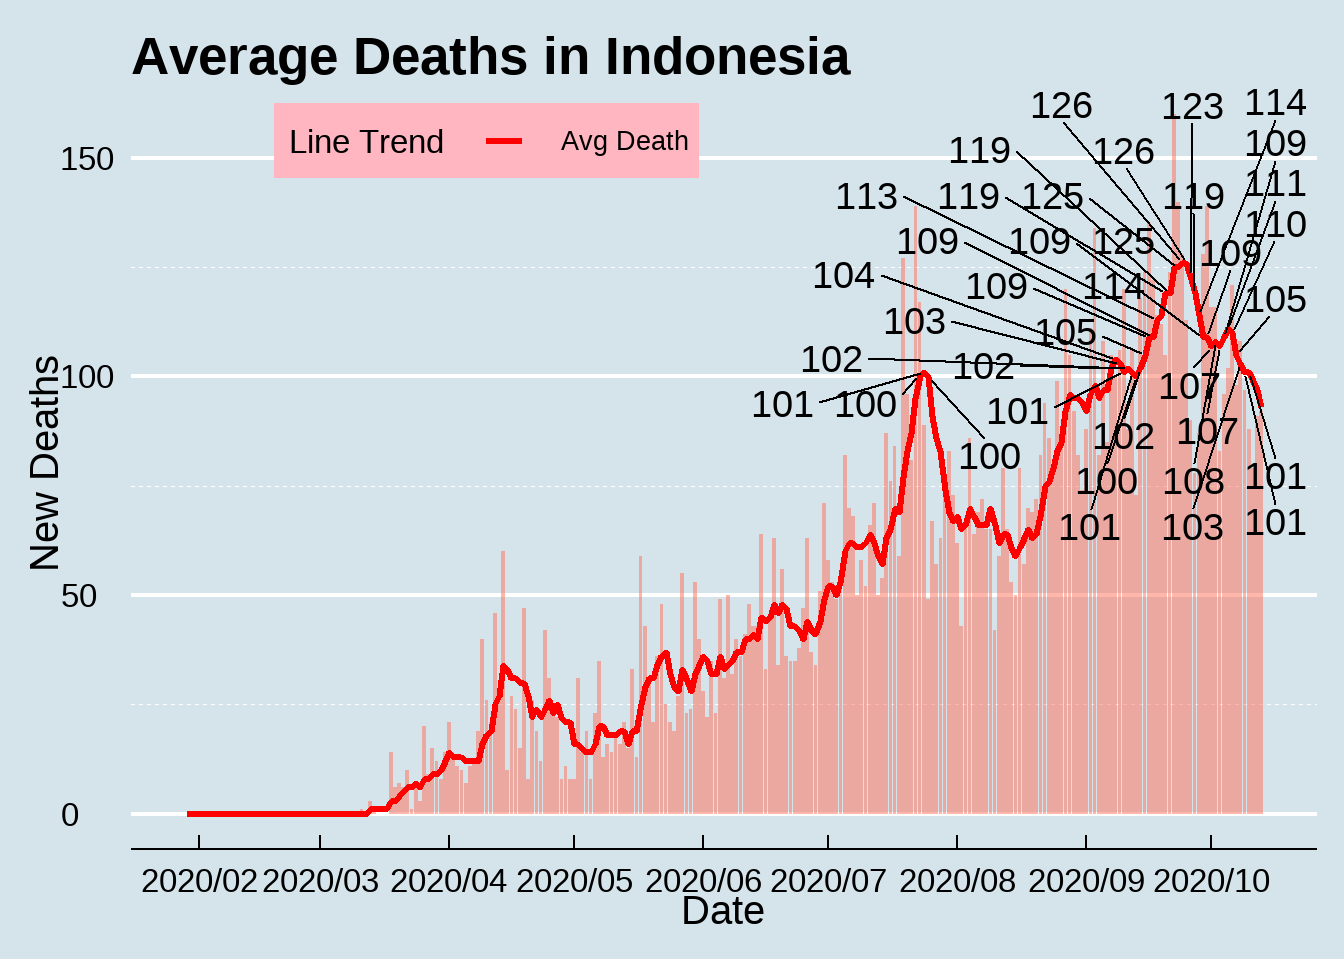 Average Deaths in Indonesia
Line Trend Avg Death
New Deaths
150
100
50
0
126 123 114
119 126 109
113 119 125 119 111
109 109 125 109 110
104 109 114 105
103 105
102 102 107
101 100 101 102 107
100 100 108 101
101 103 101
2020/02 2020/03 2020/04 2020/05 2020/06 2020/07 2020/08 2020/09 2020/10
Date